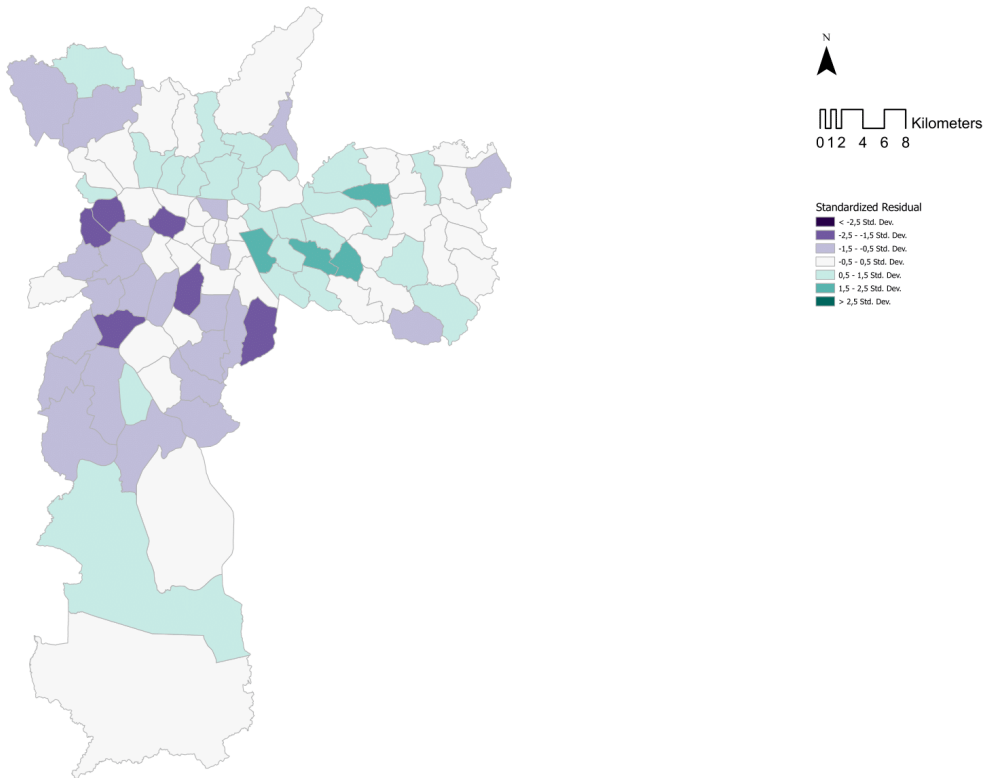 N
Kilometers
0 1 2 4 6 8
Standardized Residual
< -2,5 Std. Dev.
-2,5 - -1,5 Std. Dev.
-1,5 - -0,5 Std. Dev.
-0,5 - 0,5 Std. Dev.
0,5 - 1,5 Std. Dev.
1,5 - 2,5 Std. Dev.
> 2,5 Std. Dev.